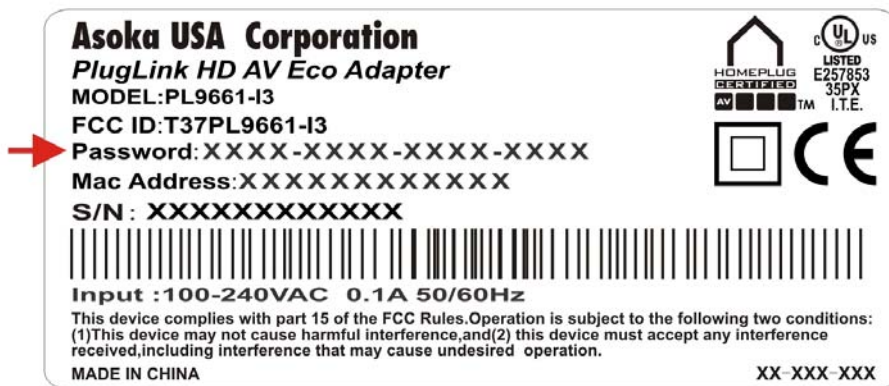 Asoka USA Corporation
PlugLink HD AV Eco Adapter
MODEL:PL9661-I3
FCC ID:T37PL9661-I3
Password:XXXX-XXXX-XXXX-XXXX
Mac Address:XXXXXXXXXXXX
S/N: XXXXXXXXXXXX
Input :100-240VAC 0.1A 50/60Hz
This device complies with part 15 of the FCC Rules.Operation is subject to the following two conditions:
(1)This device may not cause harmful interference,and(2) this device must accept any interference
received,including interference that may cause undesired operation.
MADE IN CHINA
XX-XXX-XXX
HOMEPLUG
CERTIFIED
AV TM
C UL ® US
LISTED
E257853
35PX
I.T.E.
CE